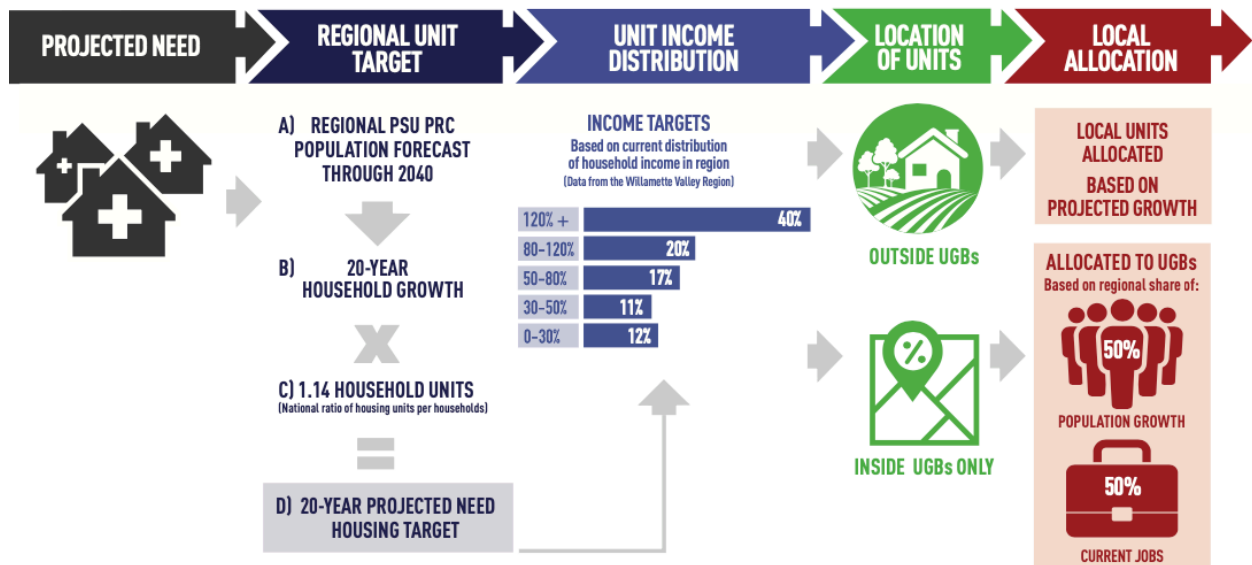 PROJECTED NEED
REGIONAL UNIT
TARGET
UNIT INCOME
DISTRIBUTION
LOCATION
OF UNITS
LOCAL
ALLOCATION
A) REGIONAL PSU PRC
POPULATION FORECAST
THROUGH 2040
B) 20-YEAR
HOUSEHOLD GROWTH
X
C) 1.14 HOUSEHOLD UNITS
(National ratio of housing units per households)
=
D) 20-YEAR PROJECTED NEED
HOUSING TARGET
INCOME TARGETS
Based on current distribution
of household income in region
(Data from the Willamette Valley Region)
120% + 40%
80-120% 20%
50-80% 17%
30-50% 11%
0-30% 12%
OUTSIDE UGBs
%
INSIDE UGBs ONLY
LOCAL UNITS
ALLOCATED
BASED ON
PROJECTED GROWTH
ALLOCATED TO UGBs
Based on regional share of:
50%
POPULATION GROWTH
50%
CURRENT JOBS